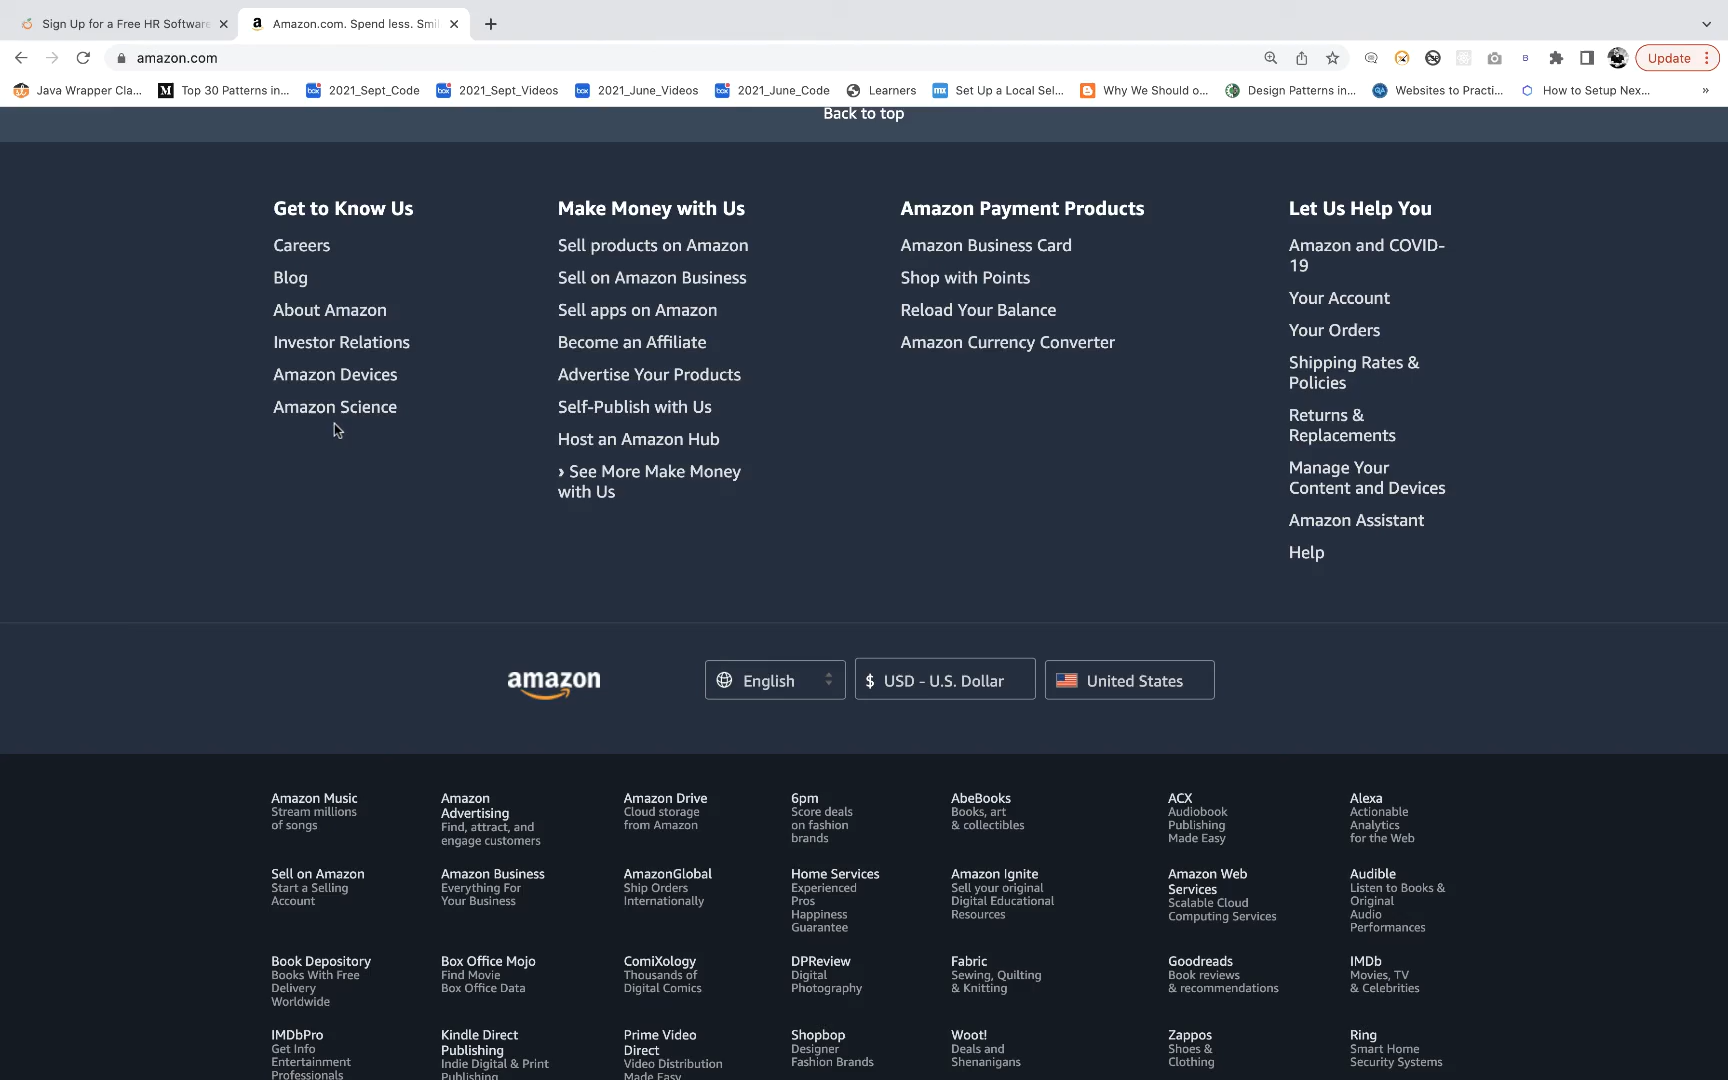 Sign Up for a Free HR Software
Amazon.com. Spend less. Smil
amazon.com
Update
Java Wrapper Cla...
Top 30 Patterns in...
2021_Sept_Code
2021_Sept_Videos
2021_June_Videos
2021_June_Code
Learners
Set Up a Local Sel...
Why We Should o...
Design Patterns in...
Websites to Practi...
How to Setup Nex...
»
Back to top
Get to Know Us
Careers
Blog
About Amazon
Investor Relations
Amazon Devices
Amazon Science
Make Money with Us
Sell products on Amazon
Sell on Amazon Business
Sell apps on Amazon
Become an Affiliate
Advertise Your Products
Self-Publish with Us
Host an Amazon Hub
› See More Make Money
with Us
Amazon Payment Products
Amazon Business Card
Shop with Points
Reload Your Balance
Amazon Currency Converter
Let Us Help You
Amazon and COVID-
19
Your Account
Your Orders
Shipping Rates &
Policies
Returns &
Replacements
Manage Your
Content and Devices
Amazon Assistant
Help
amazon
English
$ USD - U.S. Dollar
United States
Amazon Music
Stream millions
of songs
Amazon
Advertising
Find, attract, and
engage customers
Amazon Drive
Cloud storage
from Amazon
6pm
Score deals
on fashion
brands
AbeBooks
Books, art
& collectibles
ACX
Audiobook
Publishing
Made Easy
Alexa
Actionable
Analytics
for the Web
Sell on Amazon
Start a Selling
Account
Amazon Business
Everything For
Your Business
AmazonGlobal
Ship Orders
Internationally
Home Services
Experienced
Pros
Happiness
Guarantee
Amazon Ignite
Sell your original
Digital Educational
Resources
Amazon Web
Services
Scalable Cloud
Computing Services
Audible
Listen to Books &
Original
Audio
Performances
Book Depository
Books With Free
Delivery
Worldwide
Box Office Mojo
Find Movie
Box Office Data
ComiXology
Thousands of
Digital Comics
DPReview
Digital
Photography
Fabric
Sewing, Quilting
& Knitting
Goodreads
Book reviews
& recommendations
IMDb
Movies, TV
& Celebrities
IMDbPro
Get Info
Entertainment
Professionals
Kindle Direct
Publishing
Indie Digital & Print
Publishing
Prime Video
Direct
Video Distribution
Made Easy
Shopbop
Designer
Fashion Brands
Woot!
Deals and
Shenanigans
Zappos
Shoes &
Clothing
Ring
Smart Home
Security Systems